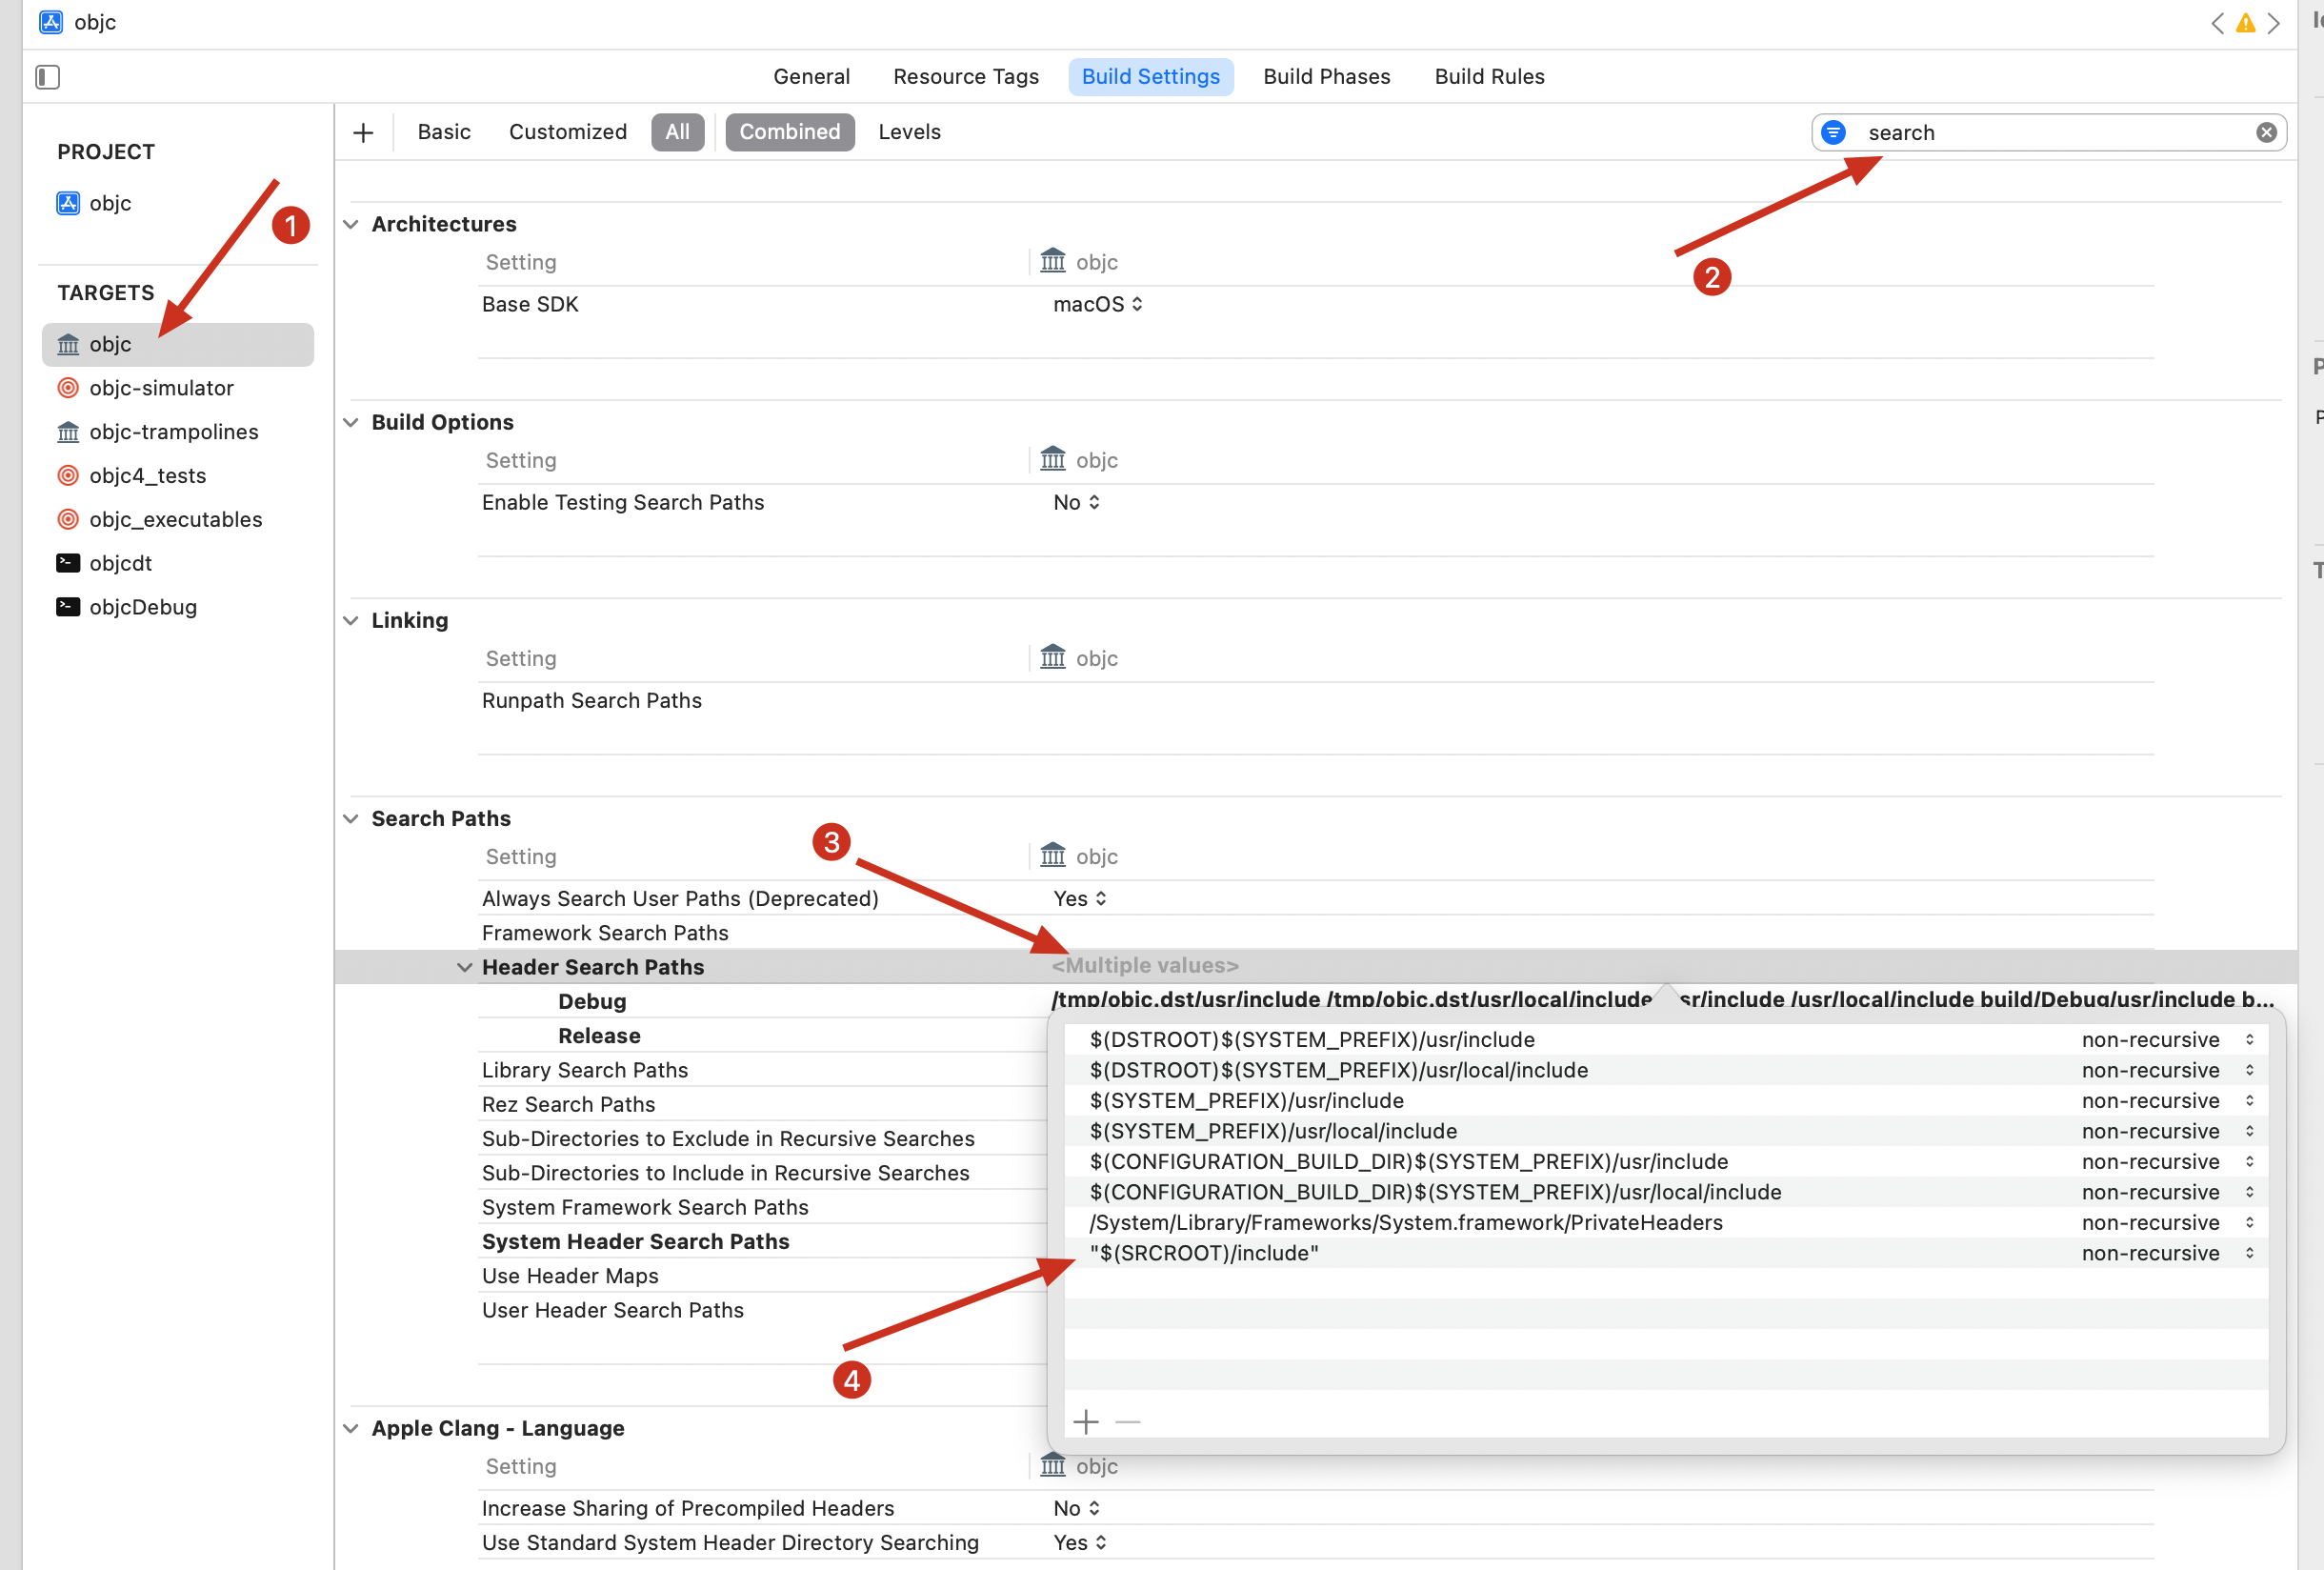 objc
General Resource Tags Build Settings Build Phases Build Rules
Basic Customized All Combined Levels search
PROJECT
objc
1
TARGETS
objc
objc-simulator
objc-trampolines
objc4_tests
objc_executables
objcdt
objcDebug
2
Architectures
Setting objc
Base SDK macOS
Build Options
Setting objc
Enable Testing Search Paths No
Linking
Setting objc
Runpath Search Paths
Search Paths
3
Setting objc
Always Search User Paths (Deprecated) Yes
Framework Search Paths
Header Search Paths <Multiple values>
Debug /tmp/objc.dst/usr/include /tmp/objc.dst/usr/local/include sr/include /usr/local/include build/Debug/usr/include b...
Release
Library Search Paths
Rez Search Paths
Sub-Directories to Exclude in Recursive Searches
Sub-Directories to Include in Recursive Searches
System Framework Search Paths
System Header Search Paths
Use Header Maps
User Header Search Paths
$(DSTROOT)$(SYSTEM_PREFIX)/usr/include non-recursive
$(DSTROOT)$(SYSTEM_PREFIX)/usr/local/include non-recursive
$(SYSTEM_PREFIX)/usr/include non-recursive
$(SYSTEM_PREFIX)/usr/local/include non-recursive
$(CONFIGURATION_BUILD_DIR)$(SYSTEM_PREFIX)/usr/include non-recursive
$(CONFIGURATION_BUILD_DIR)$(SYSTEM_PREFIX)/usr/local/include non-recursive
/System/Library/Frameworks/System.framework/PrivateHeaders non-recursive
"$(SRCROOT)/include" non-recursive
4
Apple Clang - Language
Setting objc
Increase Sharing of Precompiled Headers No
Use Standard System Header Directory Searching Yes